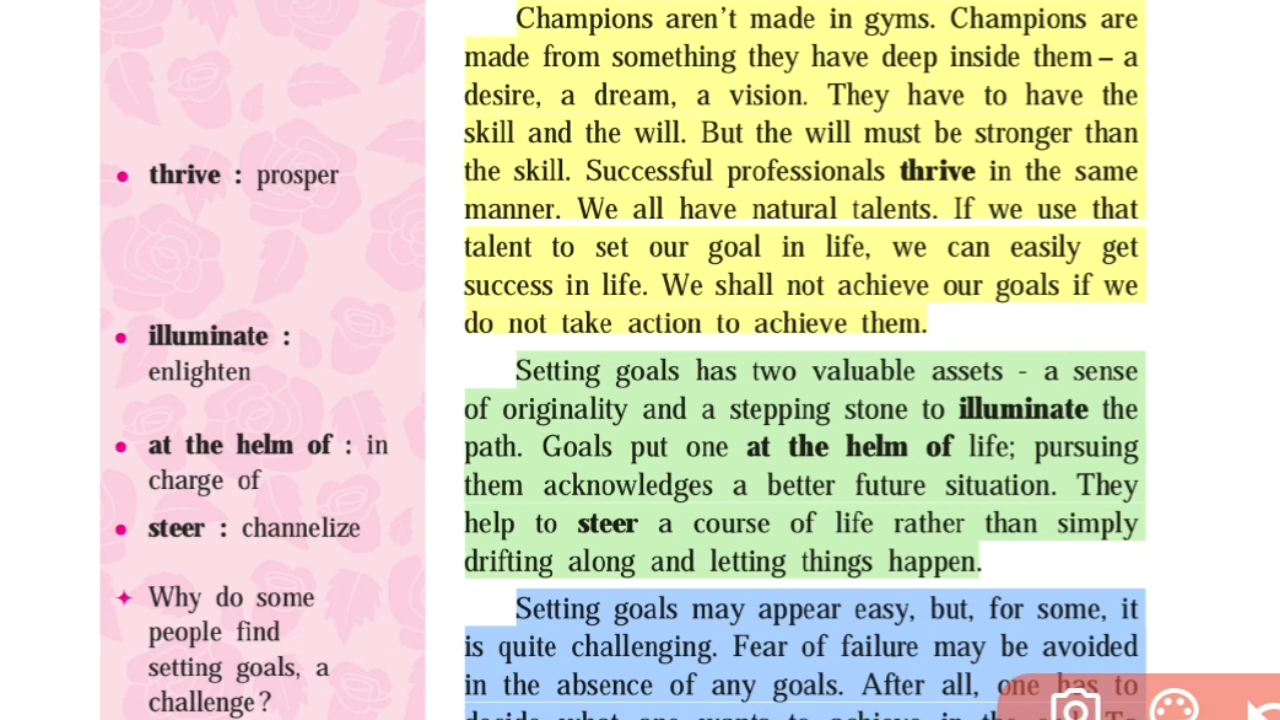 thrive : prosper
illuminate :
enlighten
at the helm of : in
charge of
steer : channelize
Why do some
people find
setting goals, a
challenge?
Champions aren't made in gyms. Champions are
made from something they have deep inside them – a
desire, a dream, a vision. They have to have the
skill and the will. But the will must be stronger than
the skill. Successful professionals thrive in the same
manner. We all have natural talents. If we use that
talent to set our goal in life, we can easily get
success in life. We shall not achieve our goals if we
do not take action to achieve them.
Setting goals has two valuable assets - a sense
of originality and a stepping stone to illuminate the
path. Goals put one at the helm of life; pursuing
them acknowledges a better future situation. They
help to steer a course of life rather than simply
drifting along and letting things happen.
Setting goals may appear easy, but, for some, it
is quite challenging. Fear of failure may be avoided
in the absence of any goals. After all, one has to